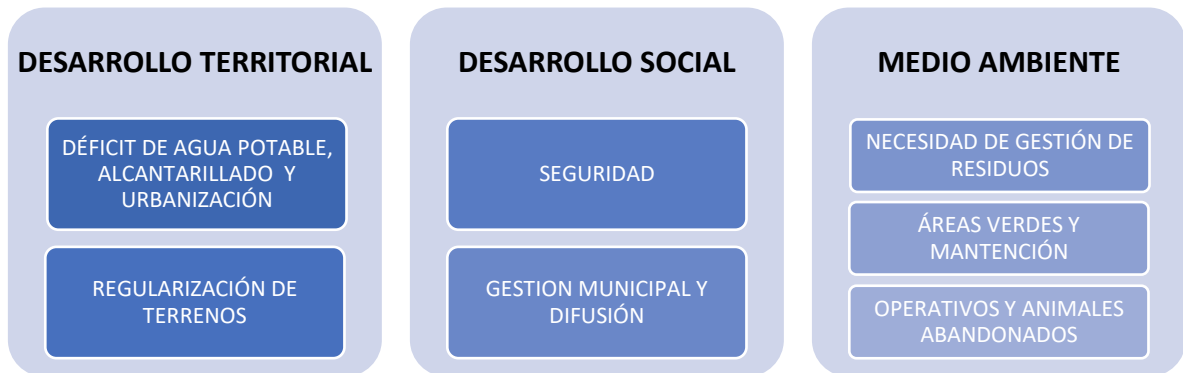 DESARROLLO TERRITORIAL
DÉFICIT DE AGUA POTABLE,
ALCANTARILLADO Y
URBANIZACIÓN
REGULARIZACIÓN DE
TERRENOS
DESARROLLO SOCIAL
SEGURIDAD
GESTION MUNICIPAL Y
DIFUSIÓN
MEDIO AMBIENTE
NECESIDAD DE GESTIÓN DE
RESIDUOS
ÁREAS VERDES Y
MANTENCIÓN
OPERATIVOS Y ANIMALES
ABANDONADOS